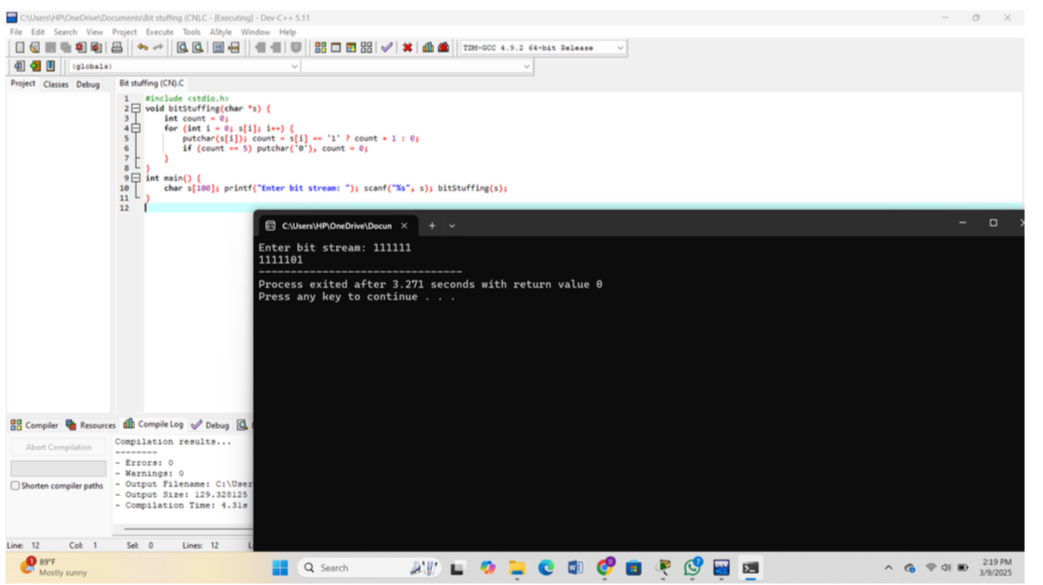 C:\Users\HP\OneDrive\Documents\Bit stuffing (CN).C - [Executing] - Dev-C++ 5.11
File Edit Search View Project Execute Tools AStyle Window Help
TDM-GCC 4.9.2 64-bit Release
(globals)
Project Classes Debug
Bit stuffing (CN).C
1 #include <stdio.h>
2 void bitStuffing(char *s) {
3 int count = 0;
4 for (int i = 0; s[i]; i++) {
5 putchar(s[i]); count = s[i] == '1' ? count + 1 : 0;
6 if (count == 5) putchar('0'), count = 0;
7 }
8 }
9 int main() {
10 char s[100]; printf("Enter bit stream: "); scanf("%s", s); bitStuffing(s);
11 }
12
C:\Users\HP\OneDrive\Docun
Enter bit stream: 111111
1111101
--------------------------------
Process exited after 3.271 seconds with return value 0
Press any key to continue . . .
Compiler Resources Compile Log Debug
Abort Compilation
Shorten compiler paths
Compilation results...
--------
- Errors: 0
- Warnings: 0
- Output Filename: C:\User
- Output Size: 129.328125
- Compilation Time: 4.31s
Line: 12 Col: 1 Sel: 0 Lines: 12 L
1
89°F
Mostly sunny
Search
2:19 PM
3/9/2025